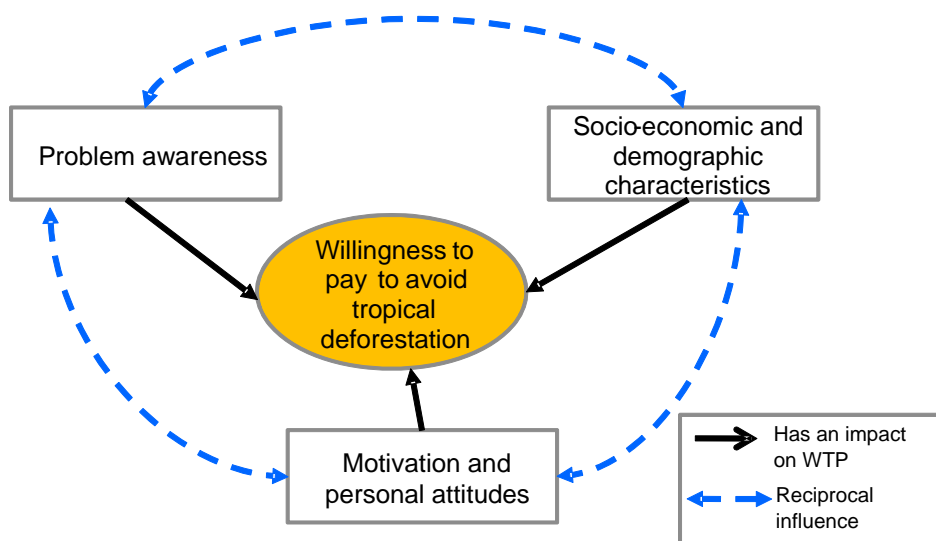 Problem awareness
Socio-economic and
demographic
characteristics
Willingness to
pay to avoid
tropical
deforestation
Motivation and
personal attitudes
Has an impact
on WTP
Reciprocal
influence